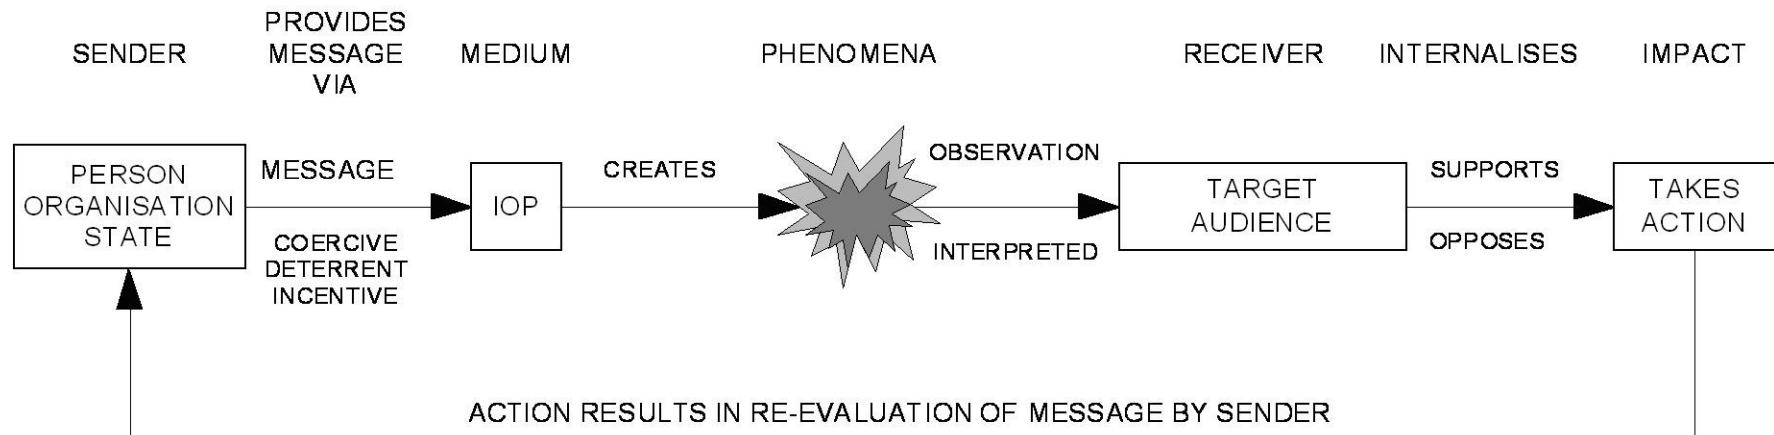 SENDER
PROVIDES
MESSAGE
VIA
MEDIUM
PHENOMENA
RECEIVER
INTERNALISES
IMPACT
PERSON
ORGANISATION
STATE
MESSAGE
COERCIVE
DETERRENT
INCENTIVE
IOP
CREATES
OBSERVATION
INTERPRETED
TARGET
AUDIENCE
SUPPORTS
OPPOSES
TAKES
ACTION
ACTION RESULTS IN RE-EVALUATION OF MESSAGE BY SENDER